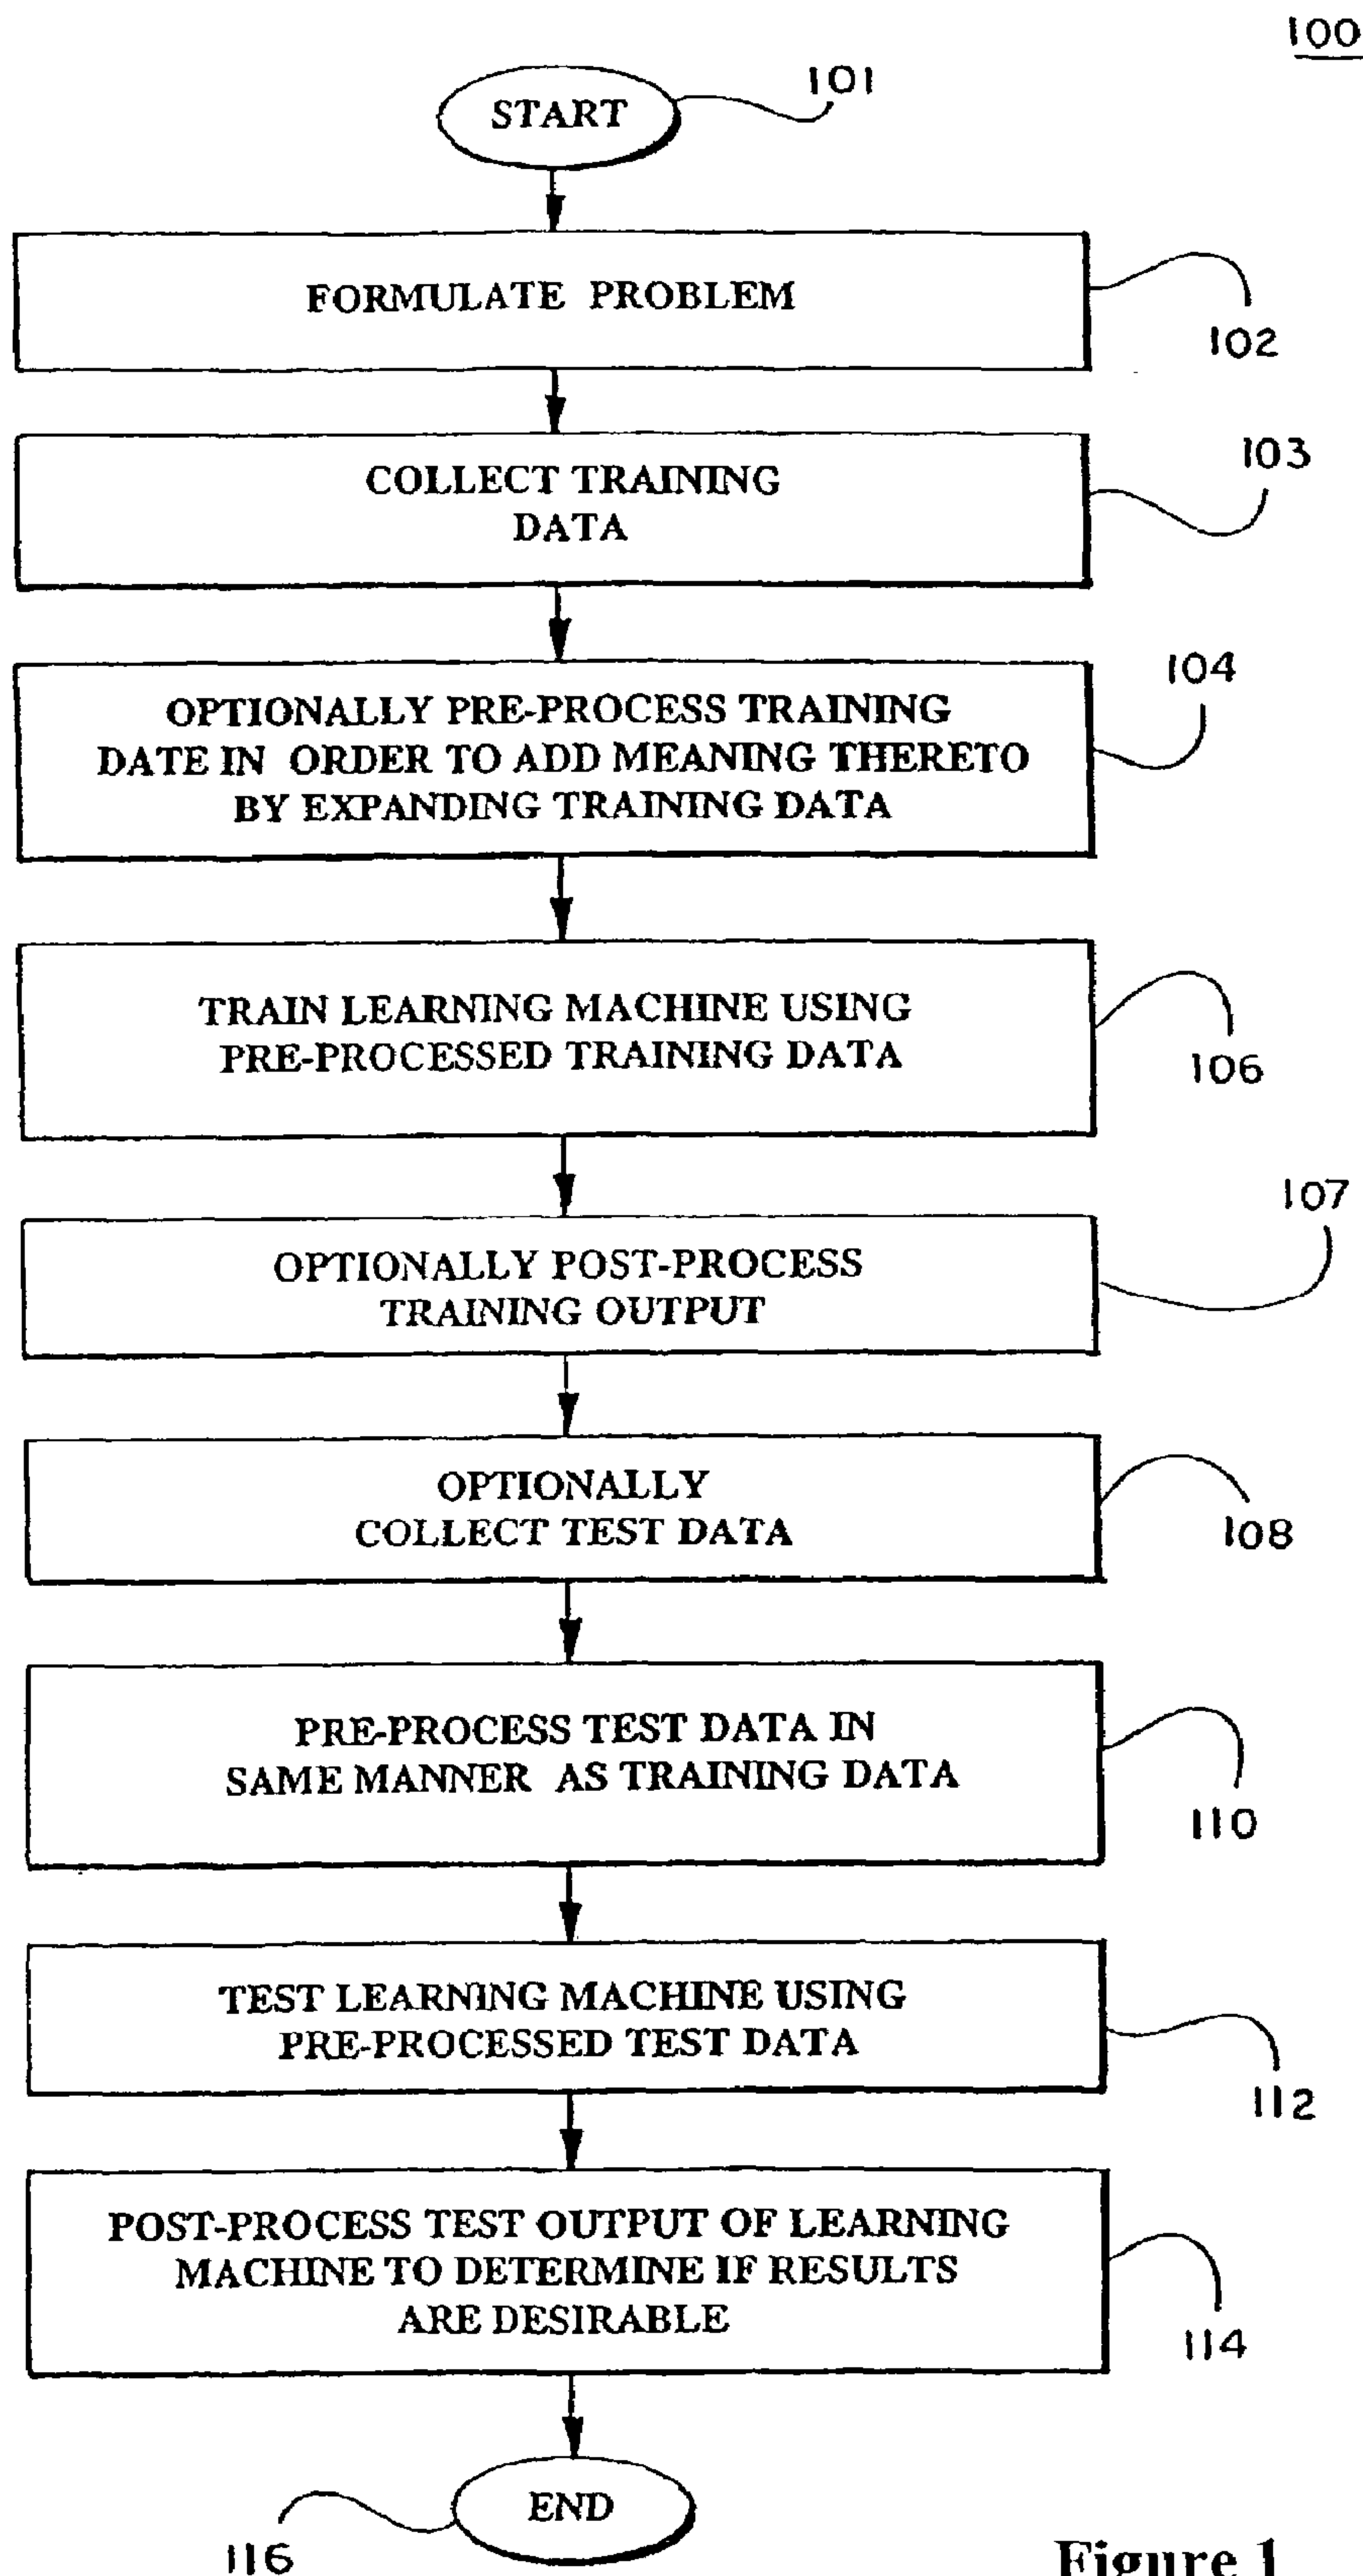 100
START
101
FORMULATE PROBLEM
102
COLLECT TRAINING
DATA
103
OPTIONALLY PRE-PROCESS TRAINING
DATE IN ORDER TO ADD MEANING THERETO
BY EXPANDING TRAINING DATA
104
TRAIN LEARNING MACHINE USING
PRE-PROCESSED TRAINING DATA
106
OPTIONALLY POST-PROCESS
TRAINING OUTPUT
107
OPTIONALLY
COLLECT TEST DATA
108
PRE-PROCESS TEST DATA IN
SAME MANNER AS TRAINING DATA
110
TEST LEARNING MACHINE USING
PRE-PROCESSED TEST DATA
112
POST-PROCESS TEST OUTPUT OF LEARNING
MACHINE TO DETERMINE IF RESULTS
ARE DESIRABLE
114
END
116
Figure 1